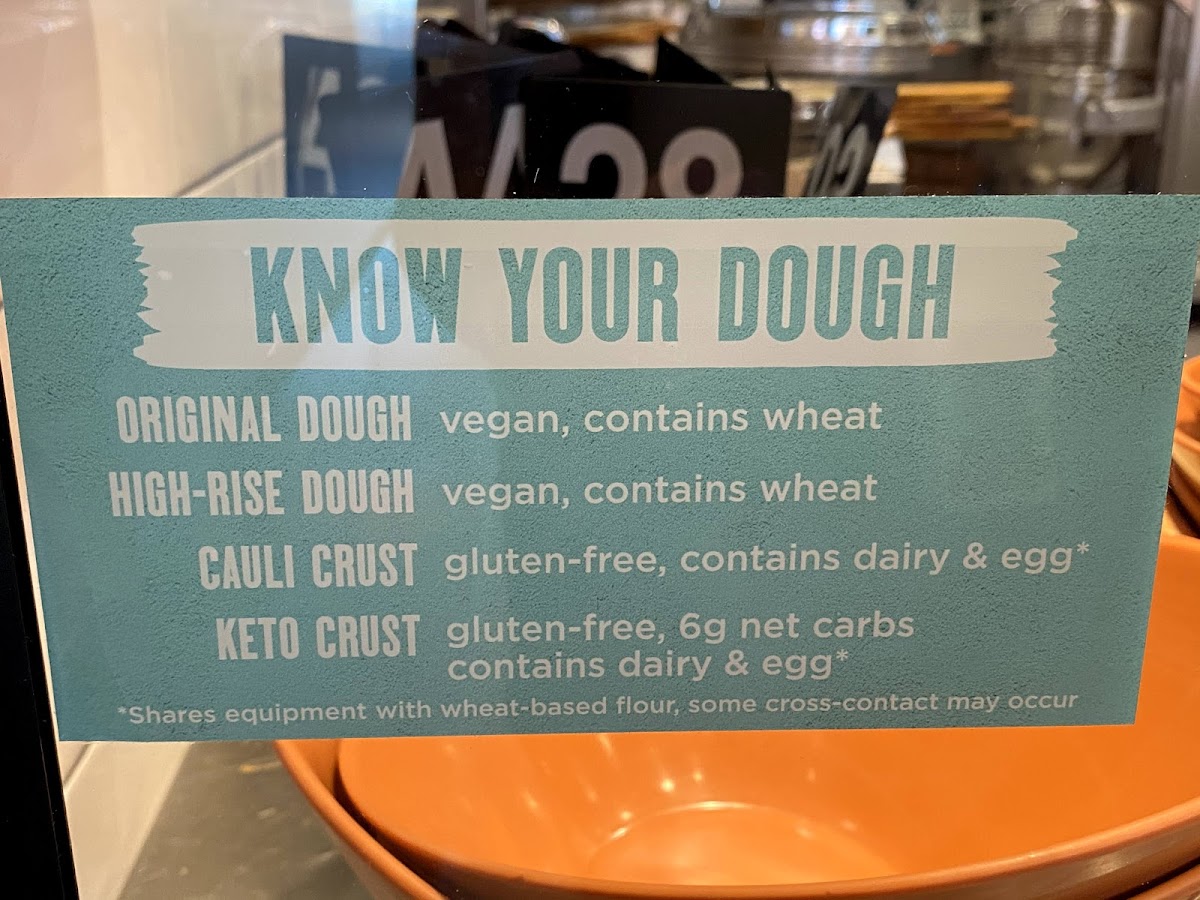 KNOW YOUR DOUGH
ORIGINAL DOUGH vegan, contains wheat
HIGH-RISE DOUGH vegan, contains wheat
CAULI CRUST gluten-free, contains dairy & egg*
KETO CRUST gluten-free, 6g net carbs
contains dairy & egg*
*Shares equipment with wheat-based flour, some cross-contact may occur